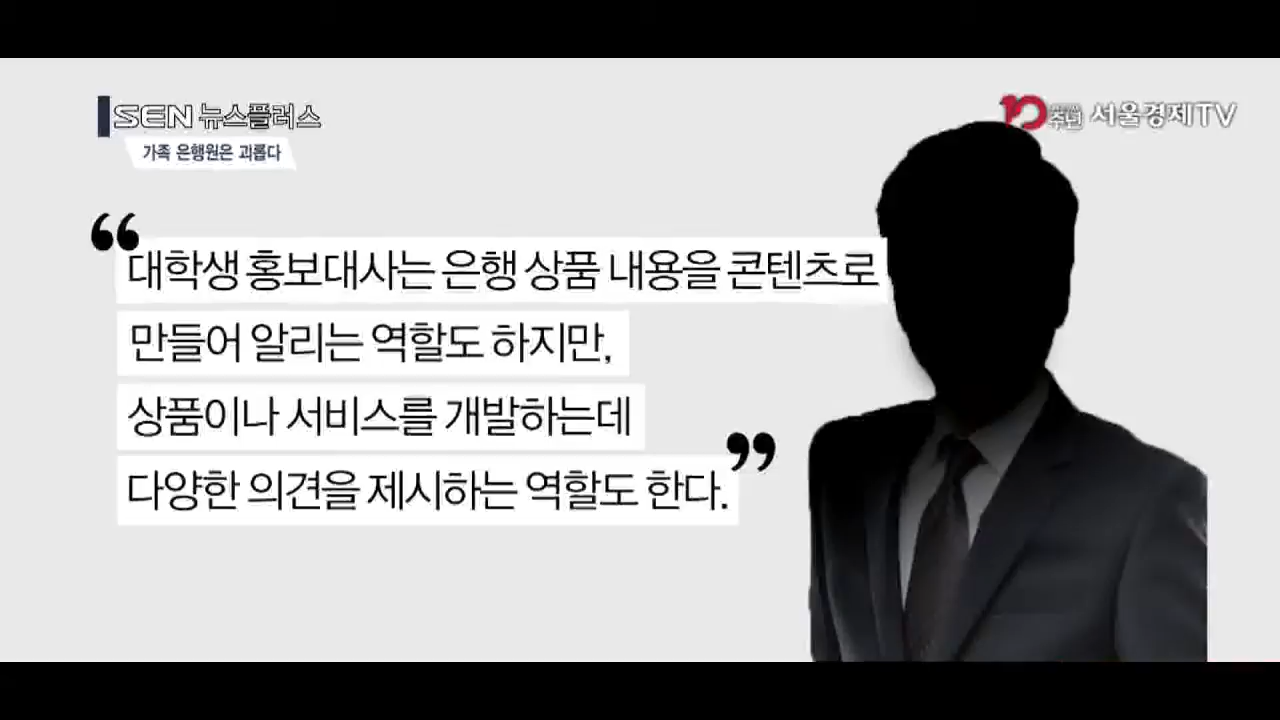 SEN 뉴스플러스
가족 은행원은 괴롭다
10주년 서울경제TV
“대학생 홍보대사는 은행 상품 내용을 콘텐츠로
만들어 알리는 역할도 하지만,
상품이나 서비스를 개발하는데
다양한 의견을 제시하는 역할도 한다.”